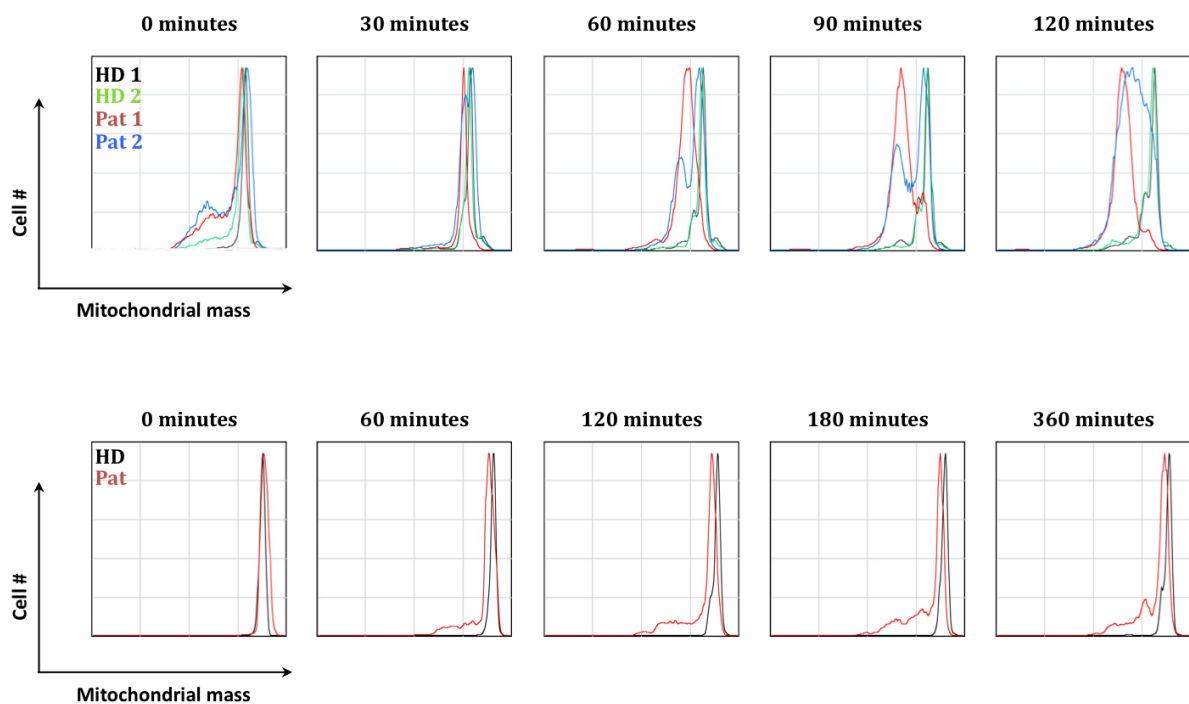 0 minutes 30 minutes 60 minutes 90 minutes 120 minutes
HD 1
HD 2
Pat 1
Pat 2
Cell #
Mitochondrial mass
0 minutes 60 minutes 120 minutes 180 minutes 360 minutes
HD
Pat
Cell #
Mitochondrial mass